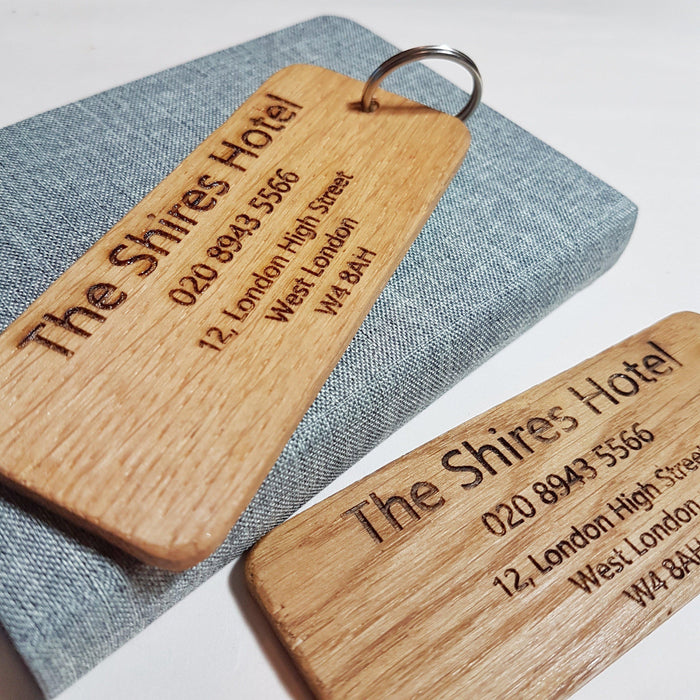 The Shires Hotel
020 8943 5566
12, London High Street
West London
W4 8AH
The Shires Hotel
020 8943 5566
12, London High Street
West London
W4 8AH